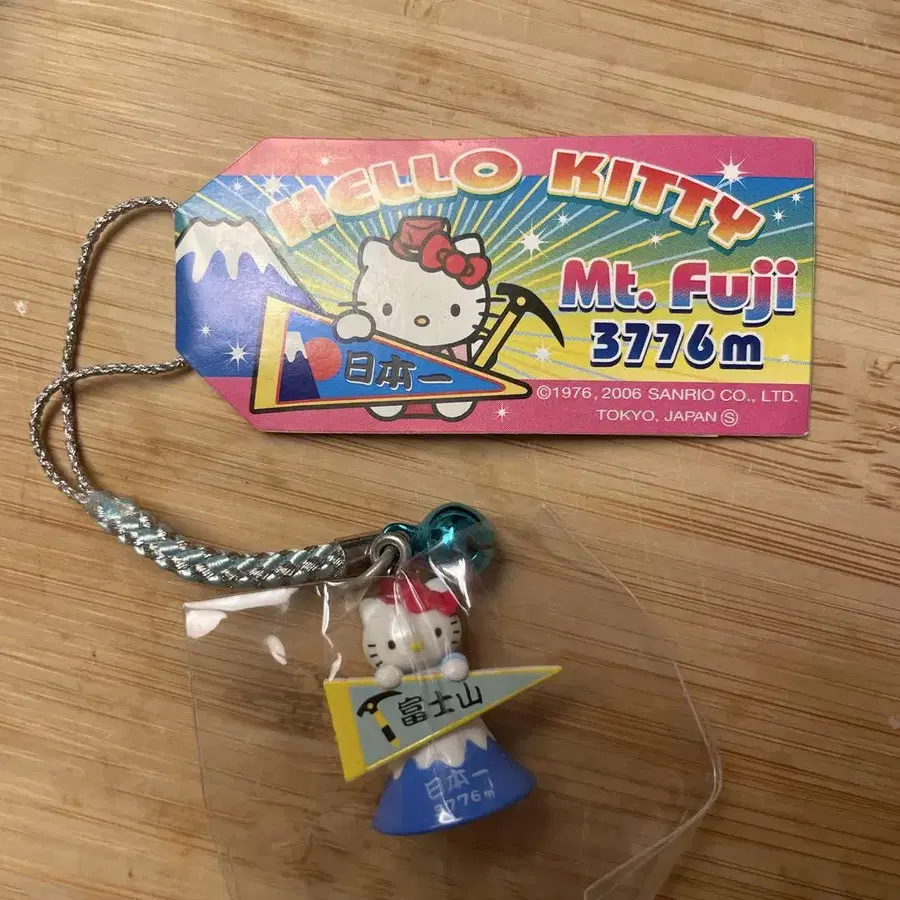 HELLO KITTY
Mt. Fuji
3776m
日本一
©1976, 2006 SANRIO CO., LTD.
TOKYO, JAPAN Ⓢ
富士山
日本一
3776m